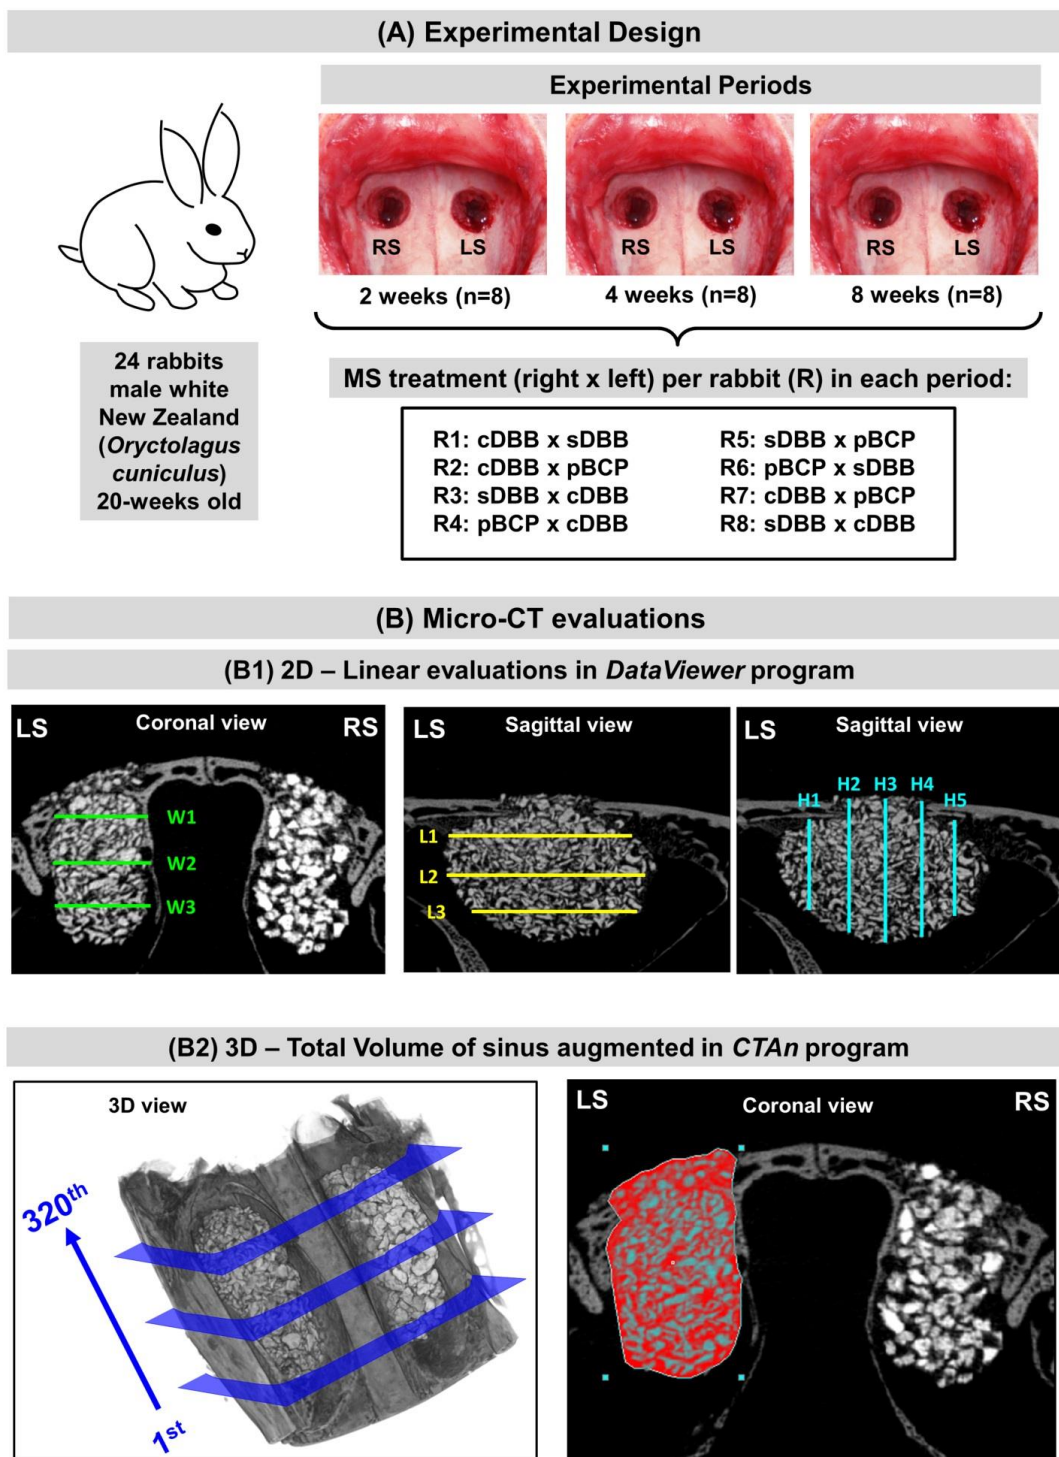 (A) Experimental Design
Experimental Periods
RS LS
RS LS
RS LS
2 weeks (n=8)
4 weeks (n=8)
8 weeks (n=8)
24 rabbits
male white
New Zealand
(Oryctolagus
cuniculus)
20-weeks old
MS treatment (right x left) per rabbit (R) in each period:
R1: cDBB x sDBB
R2: cDBB x pBCP
R3: sDBB x cDBB
R4: pBCP x cDBB
R5: sDBB x pBCP
R6: pBCP x sDBB
R7: cDBB x pBCP
R8: sDBB x cDBB
(B) Micro-CT evaluations
(B1) 2D – Linear evaluations in DataViewer program
LS Coronal view RS
W1
W2
W3
LS Sagittal view
L1
L2
L3
LS Sagittal view
H1 H2 H3 H4 H5
(B2) 3D – Total Volume of sinus augmented in CTAn program
3D view
320th
1st
LS Coronal view RS